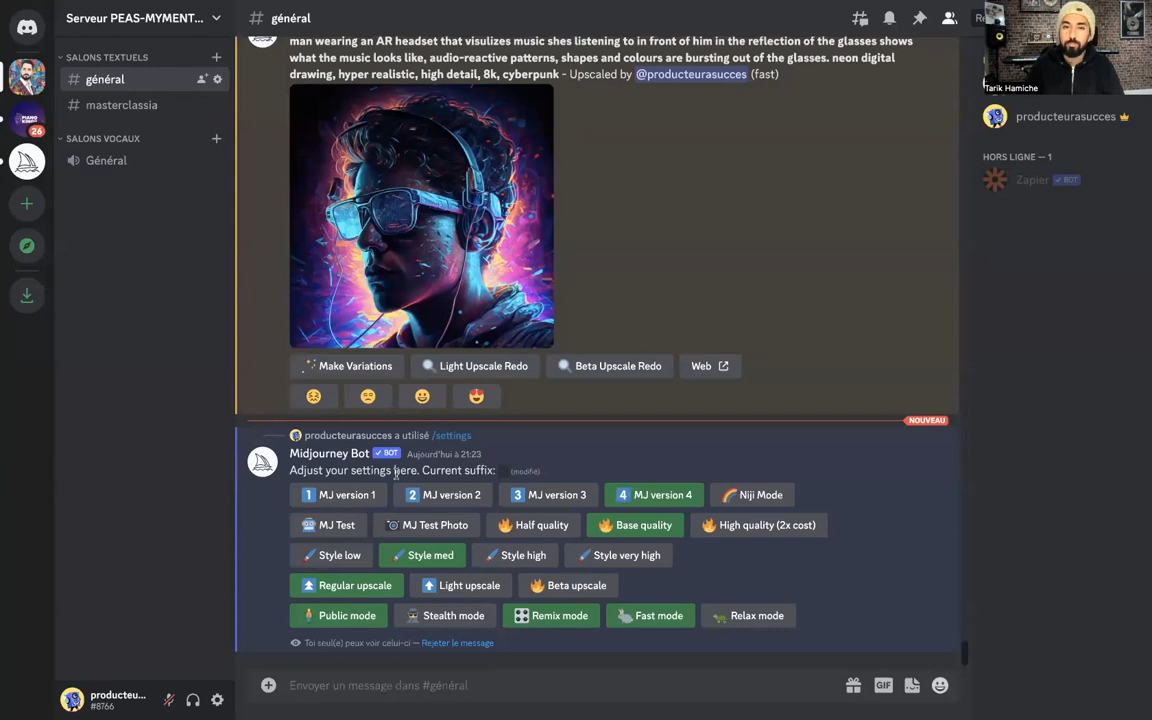 Serveur PEAS-MYMENT...
général
SALONS TEXTUELS
général
masterclassia
SALONS VOCAUX
Général
26
man wearing an AR headset that visulizes music shes listening to in front of him in the reflection of the glasses shows
what the music looks like, audio-reactive patterns, shapes and colours are bursting out of the glasses. neon digital
drawing, hyper realistic, high detail, 8k, cyberpunk - Upscaled by @producteurasucces (fast)
Make Variations
Light Upscale Redo
Beta Upscale Redo
Web
NOUVEAU
producteurasucces a utilisé /settings
Midjourney Bot ✓ BOT Aujourd'hui à 21:23
Adjust your settings here. Current suffix: (modifié)
1 MJ version 1
2 MJ version 2
3 MJ version 3
4 MJ version 4
Niji Mode
MJ Test
MJ Test Photo
Half quality
Base quality
High quality (2x cost)
Style low
Style med
Style high
Style very high
Regular upscale
Light upscale
Beta upscale
Public mode
Stealth mode
Remix mode
Fast mode
Relax mode
Toi seul(e) peux voir celui-ci — Rejeter le message
Envoyer un message dans #général
GIF
producteu...
#8766
Tarik Hamiche
producteurasucces
HORS LIGNE — 1
Zapier ✓ BOT